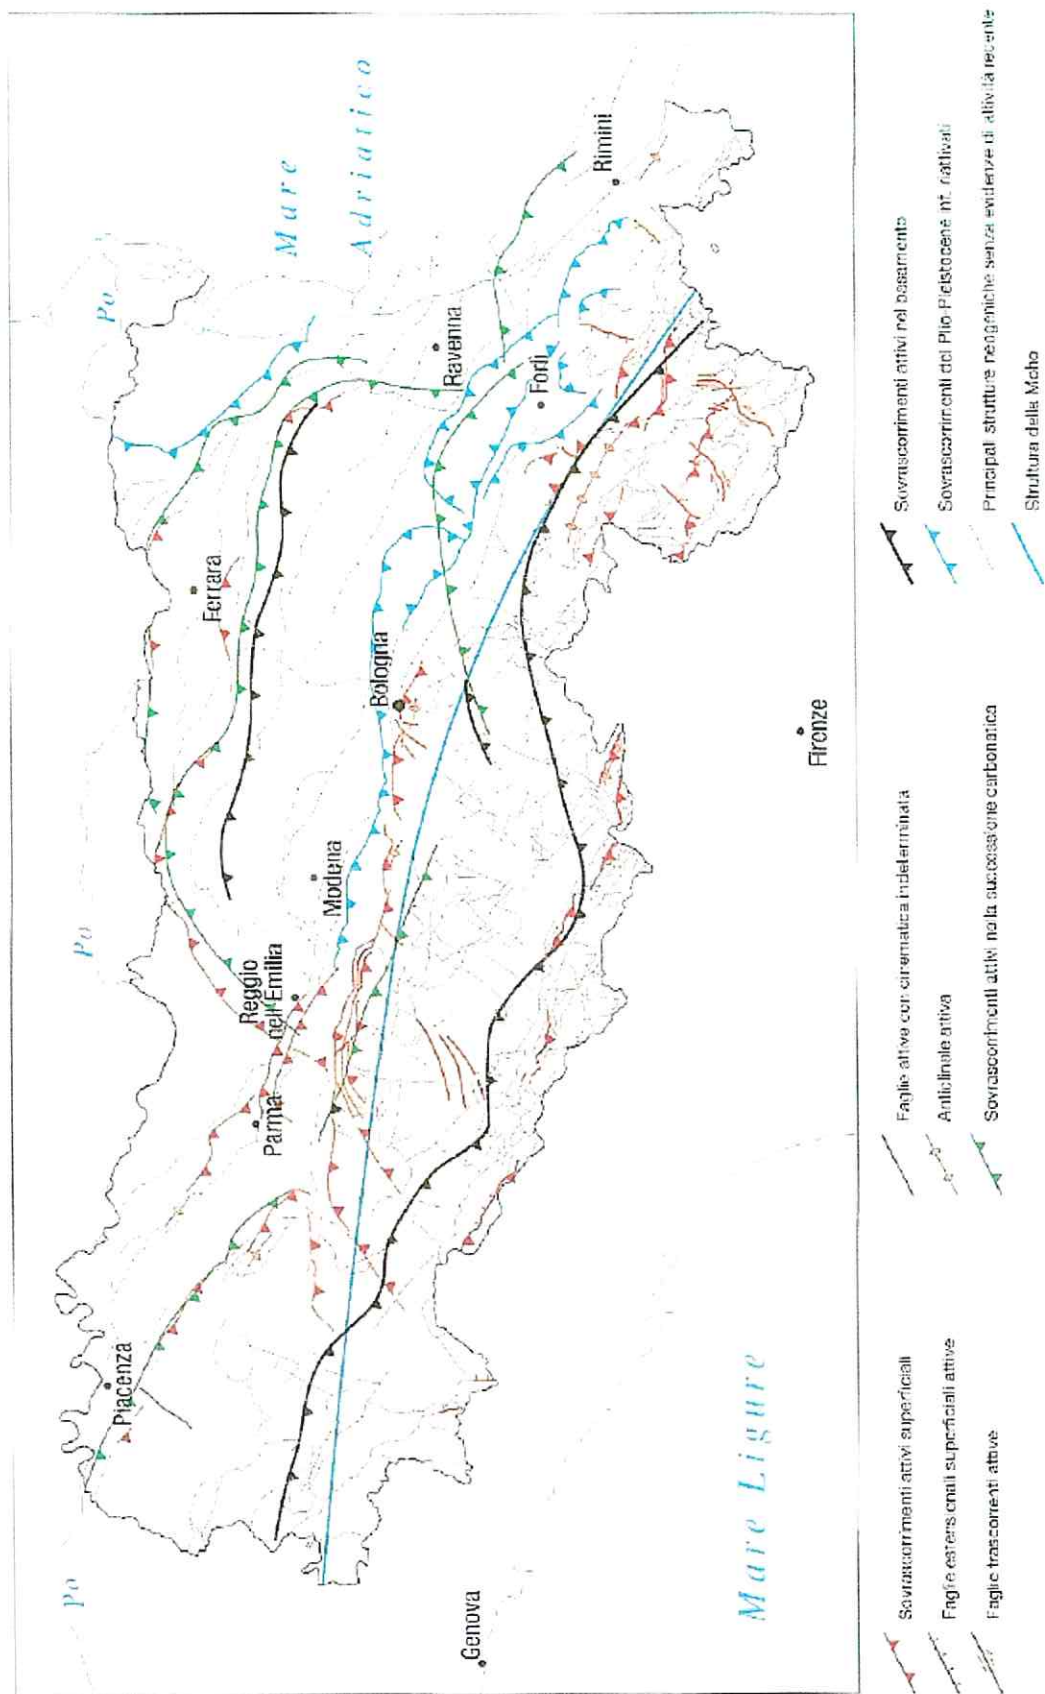 Po
Po
Po
Mare
Adriatico
Piacenza
Parma
Reggio
nell'Emilia
Modena
Ferrara
Bologna
Ravenna
Forlì
Rimini
Genova
Firenze
Mare Ligure
Sovrascorrimenti attivi superficiali
Faglie estensionali superficiali attive
Faglie trascorrenti attive
Faglie attive con cinematica indeterminata
Anticlinale attiva
Sovrascorrimenti attivi nella successione carbonatica
Sovrascorrimenti attivi nel basamento
Sovrascorrimenti del Plio-Pleistocene inf. riattivati
Principali strutture neogeniche senza evidenze di attività recente
Struttura della Moho